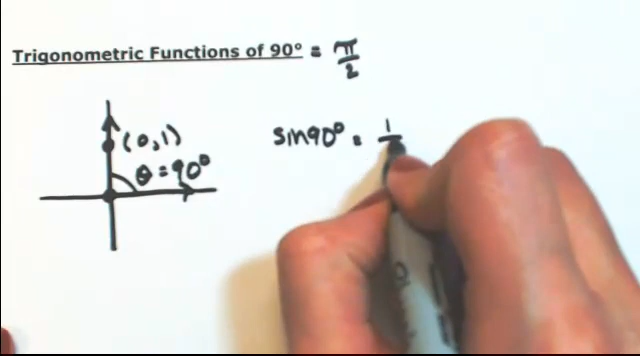 Trigonometric Functions of 90° = π/2
(0,1)
θ = 90°
sin90° = 1